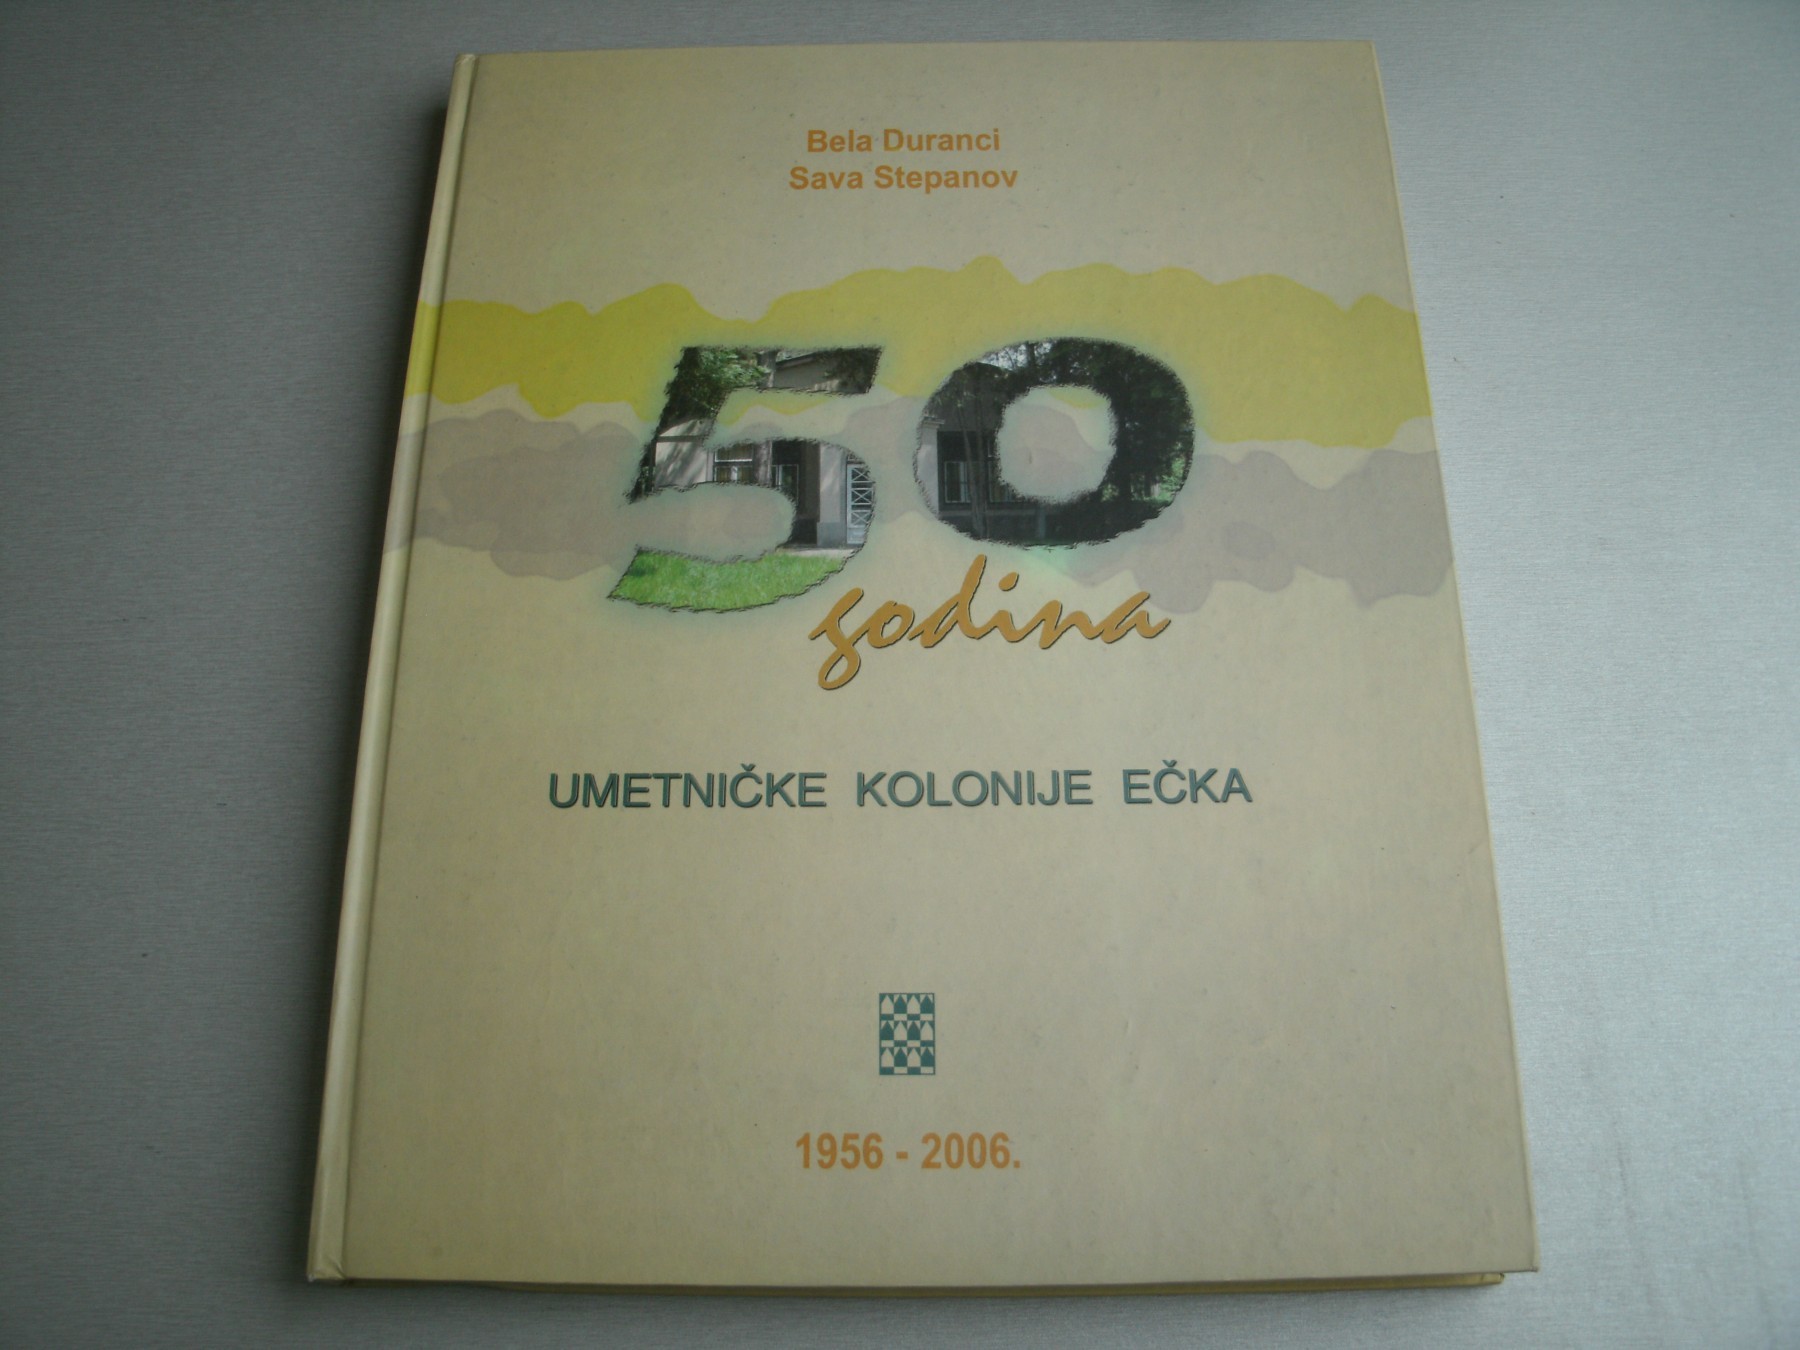 Bela Duranci
Sava Stepanov
50
godina
UMETNIČKE KOLONIJE EČKA
1956 - 2006.